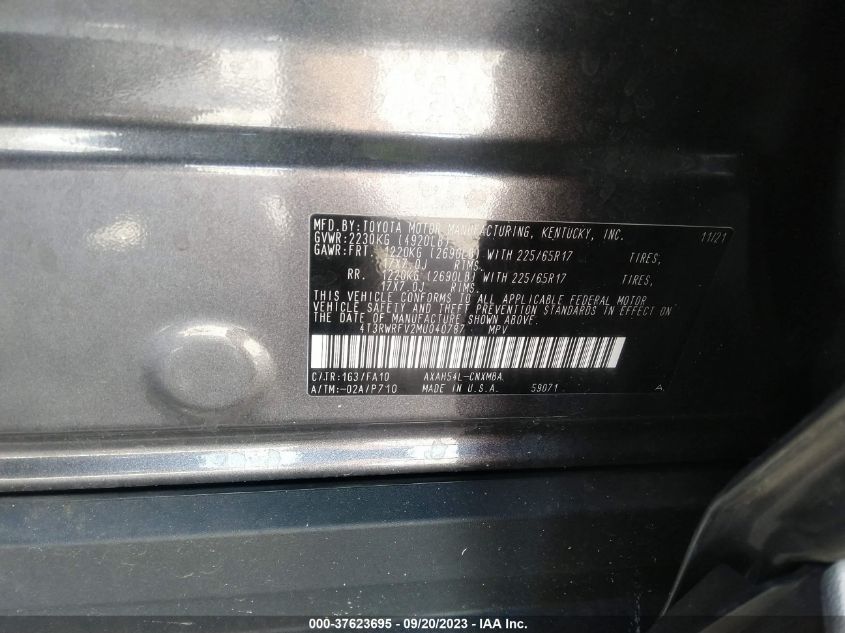 MFD.BY:TOYOTA MOTOR MANUFACTURING, KENTUCKY, INC. 11/21
GVWR:2230KG (4920LB)
GAWR:FRT. 1220KG (2690LB) WITH 225/65R17 TIRES,
17X7.0J RIMS.
RR. 1220KG (2690LB) WITH 225/65R17 TIRES,
17X7.0J RIMS.
THIS VEHICLE CONFORMS TO ALL APPLICABLE FEDERAL MOTOR
VEHICLE SAFETY AND THEFT PREVENTION STANDARDS IN EFFECT ON
THE DATE OF MANUFACTURE SHOWN ABOVE.
4T3RWRFV2MU040787 MPV
C/TR:1G3/FA10 AXAH54L-CNXMBA
A/TM:-02A/P710 MADE IN U.S.A. 59071 A
000-37623695 - 09/20/2023 - IAA Inc.